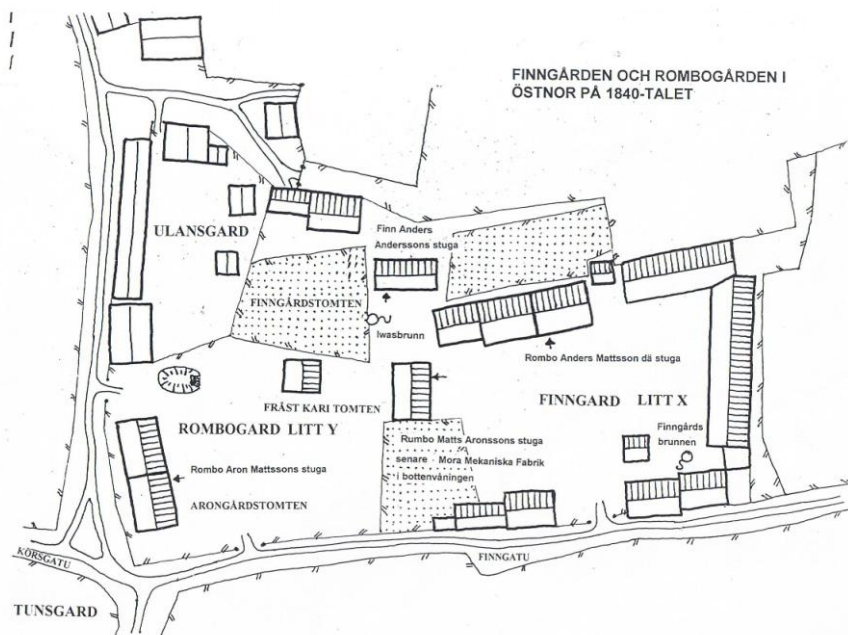 FINNGÅRDEN OCH ROMBOGÅRDEN I
ÖSTNOR PÅ 1840-TALET
ULANSGARD
Finn Anders
Anderssons stuga
FINNGÅRDSTOMTEN
Iwasbrunn
Rombo Anders Mattsson dä stuga
FRÅST KARI TOMTEN
FINNGARD LITT X
ROMBOGARD LITT Y
Rumbo Matts Aronssons stuga
senare - Mora Mekaniska Fabrik
i bottenvåningen
Finngårds
brunnen
Rombo Aron Mattssons stuga
ARONGÅRDSTOMTEN
KÖRSGATU
FINNGATU
TUNSGARD